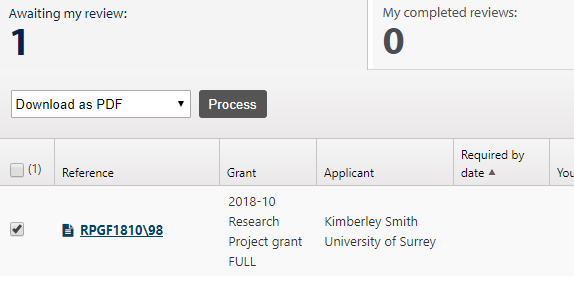 Awaiting my review:
1
My completed reviews:
0
Download as PDF
Process
(1)
Reference
Grant
Applicant
Required by
date
You
RPGF1810\98
2018-10
Research
Project grant
FULL
Kimberley Smith
University of Surrey